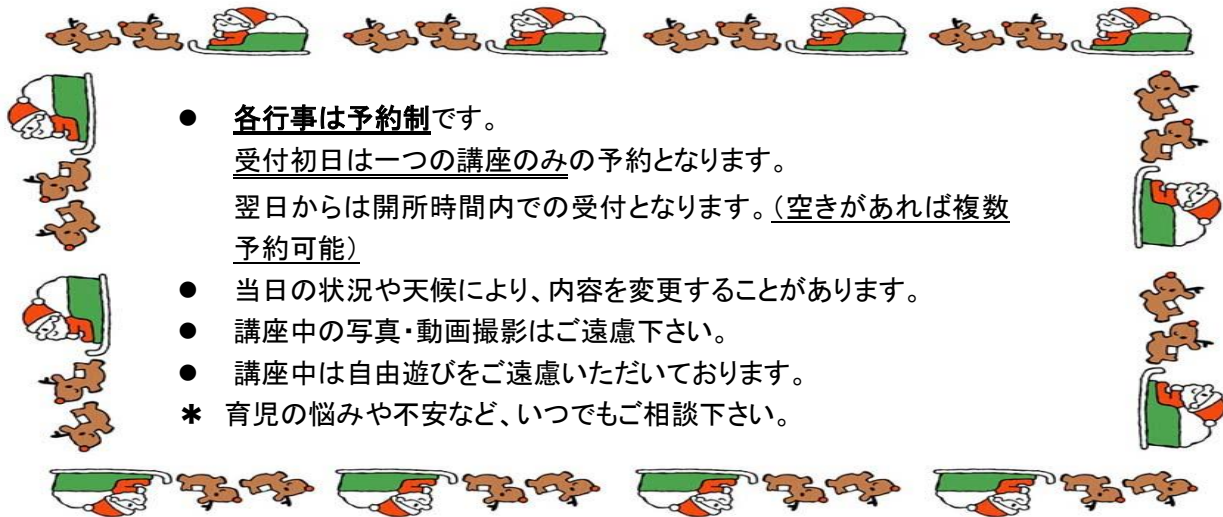 ● 各行事は予約制です。
受付初日は一つの講座のみの予約となります。
翌日からは開所時間内での受付となります。(空きがあれば複数
予約可能)
● 当日の状況や天候により、内容を変更することがあります。
● 講座中の写真・動画撮影はご遠慮下さい。
● 講座中は自由遊びをご遠慮いただいております。
＊ 育児の悩みや不安など、いつでもご相談下さい。